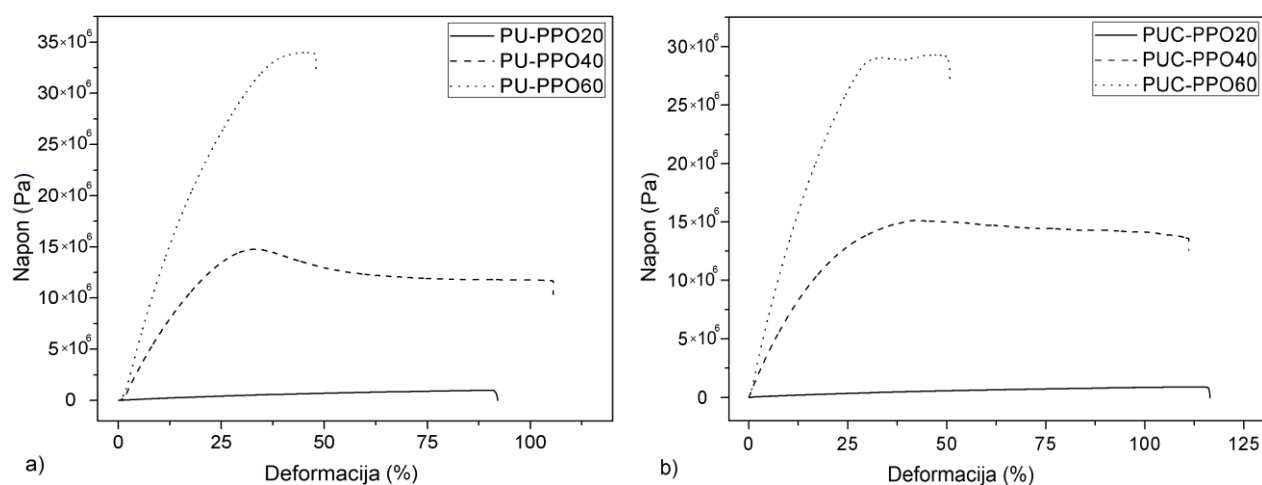 PU-PPO20
PU-PPO40
PU-PPO60
35×10⁶
30×10⁶
25×10⁶
20×10⁶
15×10⁶
10×10⁶
5×10⁶
0
Napon (Pa)
0 25 50 75 100
Deformacija (%)
a)
PUC-PPO20
PUC-PPO40
PUC-PPO60
30×10⁶
25×10⁶
20×10⁶
15×10⁶
10×10⁶
5×10⁶
0
Napon (Pa)
0 25 50 75 100 125
Deformacija (%)
b)